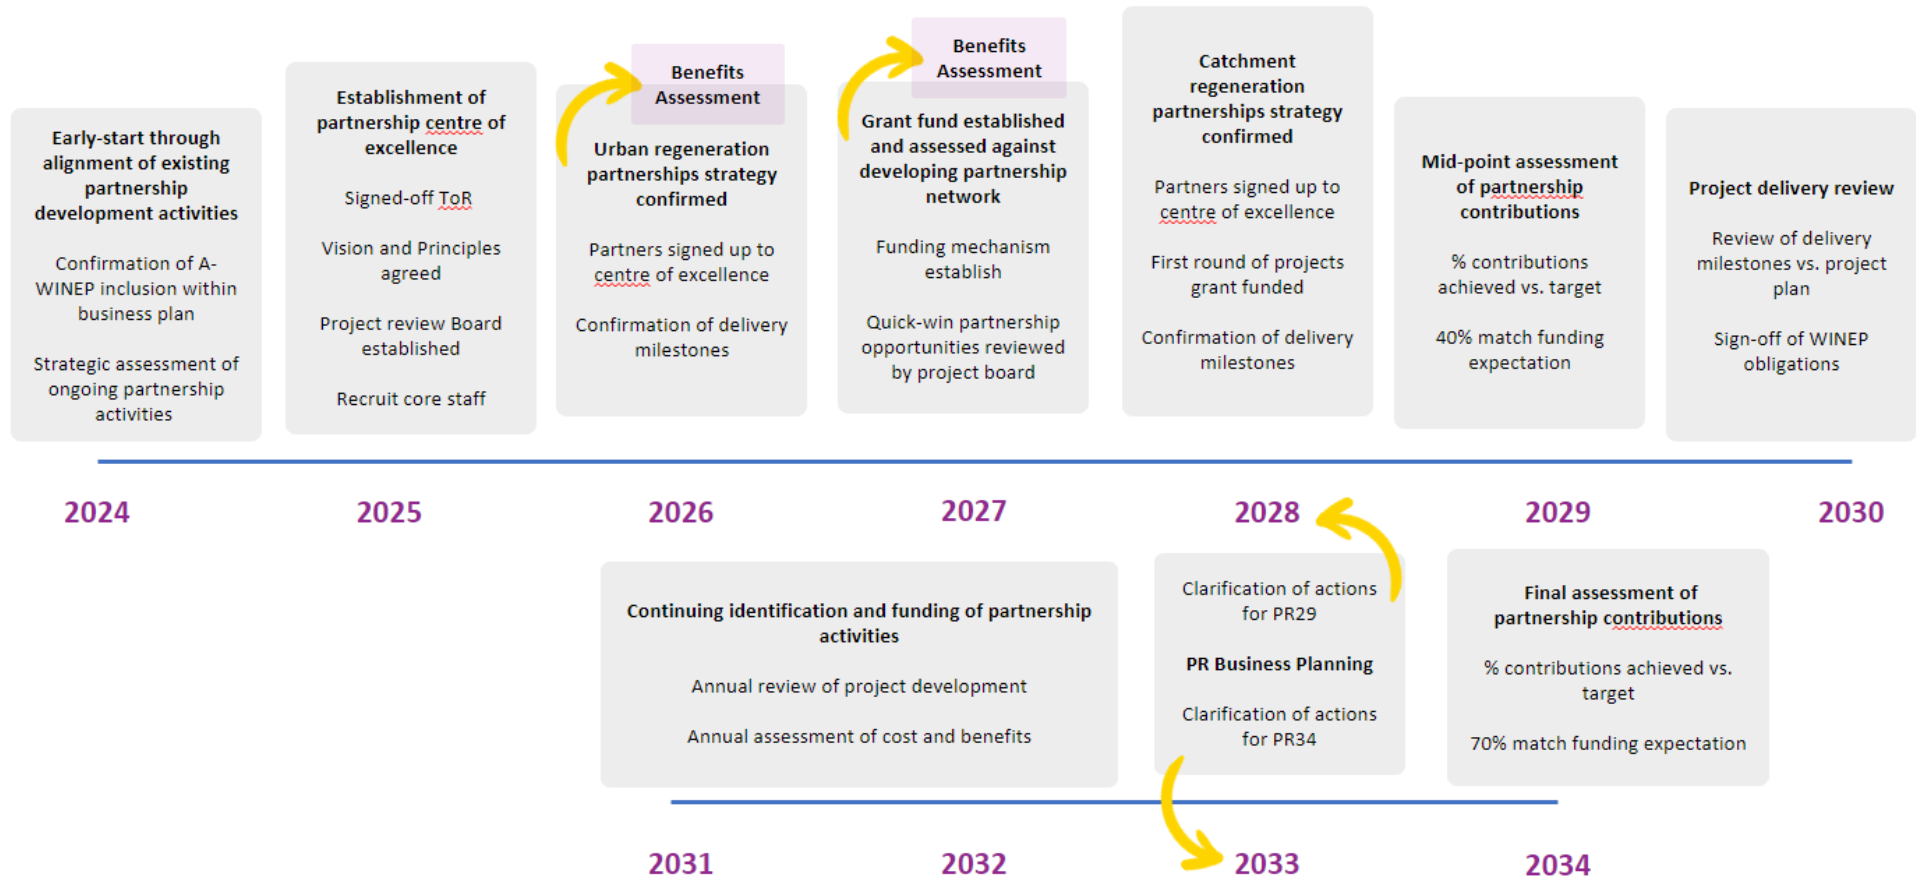 Early-start through
alignment of existing
partnership
development activities
Confirmation of A-
WINEP inclusion within
business plan
Strategic assessment of
ongoing partnership
activities
Establishment of
partnership centre of
excellence
Signed-off ToR
Vision and Principles
agreed
Project review Board
established
Recruit core staff
Benefits
Assessment
Urban regeneration
partnerships strategy
confirmed
Partners signed up to
centre of excellence
Confirmation of delivery
milestones
Benefits
Assessment
Grant fund established
and assessed against
developing partnership
network
Funding mechanism
establish
Quick-win partnership
opportunities reviewed
by project board
Catchment
regeneration
partnerships strategy
confirmed
Partners signed up to
centre of excellence
First round of projects
grant funded
Confirmation of delivery
milestones
Mid-point assessment
of partnership
contributions
% contributions
achieved vs. target
40% match funding
expectation
Project delivery review
Review of delivery
milestones vs. project
plan
Sign-off of WINEP
obligations
2024
2025
2026
2027
2028
2029
2030
Continuing identification and funding of partnership
activities
Annual review of project development
Annual assessment of cost and benefits
Clarification of actions
for PR29
PR Business Planning
Clarification of actions
for PR34
Final assessment of
partnership contributions
% contributions achieved vs.
target
70% match funding expectation
2031
2032
2033
2034